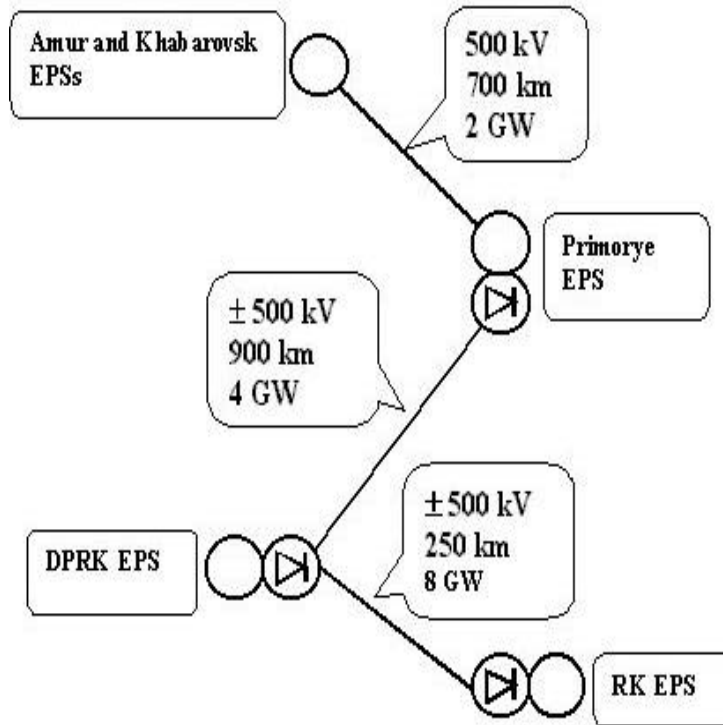 Amur and Khabarovsk
EPSs
500 kV
700 km
2 GW
Primorye
EPS
± 500 kV
900 km
4 GW
±500 kV
250 km
8 GW
DPRK EPS
RK EPS